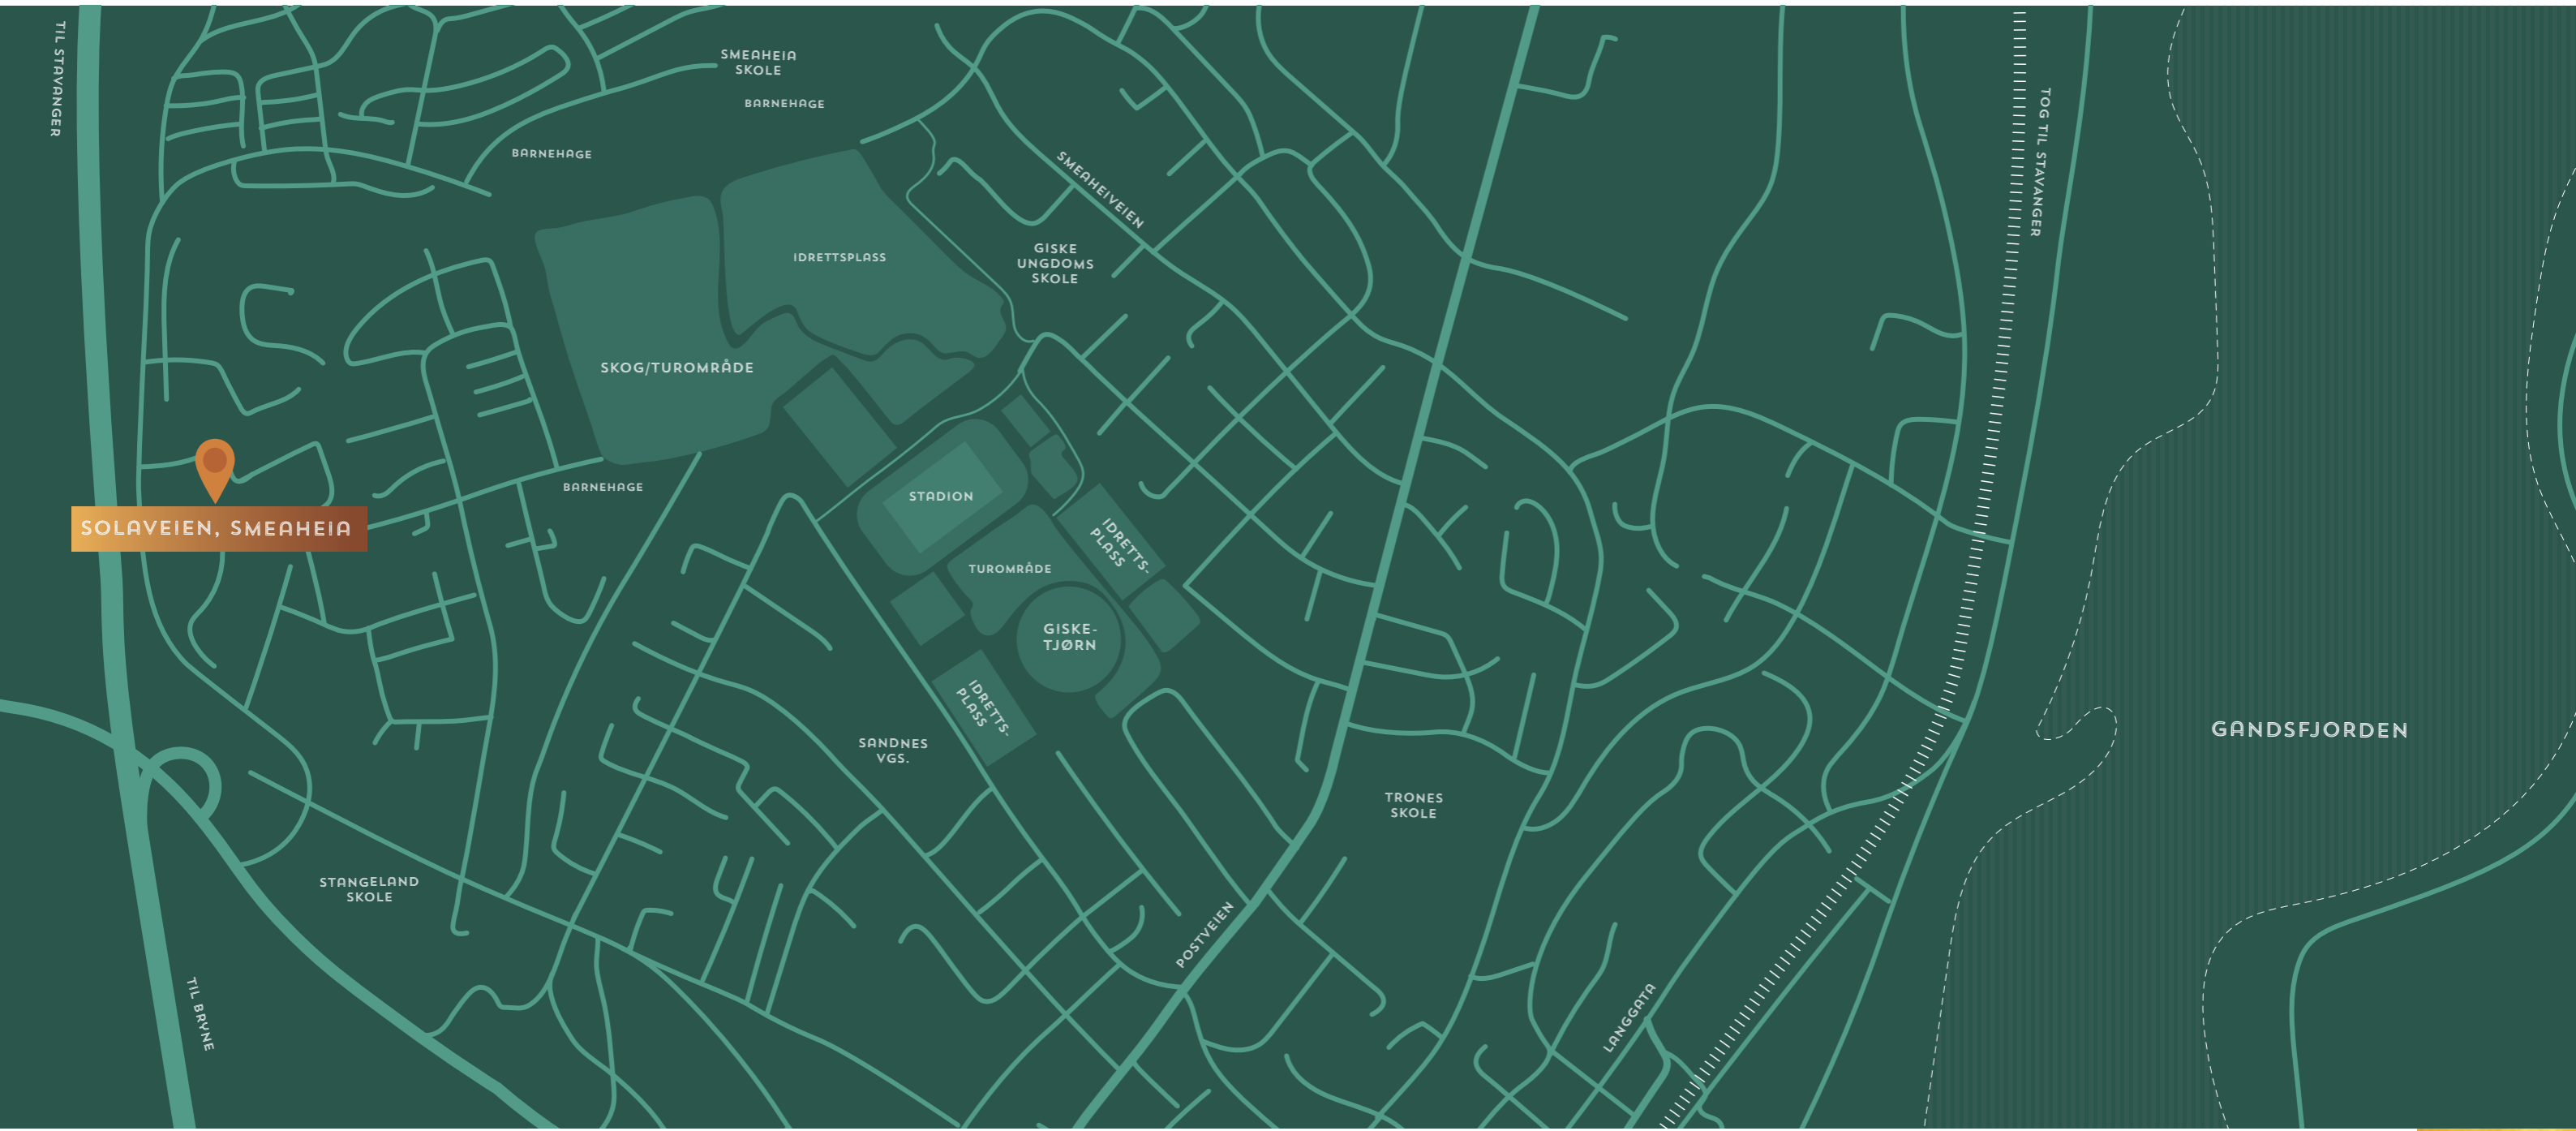 TIL STAVANGER
SMEAHEIA
SKOLE
BARNEHAGE
BARNEHAGE
SMEAHEIVEIEN
TOG TIL STAVANGER
IDRETTSPLASS
GISKE
UNGDOMS
SKOLE
SKOG/TUROMRÅDE
BARNEHAGE
STADION
SOLAVEIEN, SMEAHEIA
IDRETTS-
PLASS
TUROMRÅDE
GISKE-
TJØRN
IDRETTS-
PLASS
SANDNES
VGS.
GANDSFJORDEN
TRONES
SKOLE
STANGELAND
SKOLE
POSTVEIEN
TIL BRYNE
LANGGATA